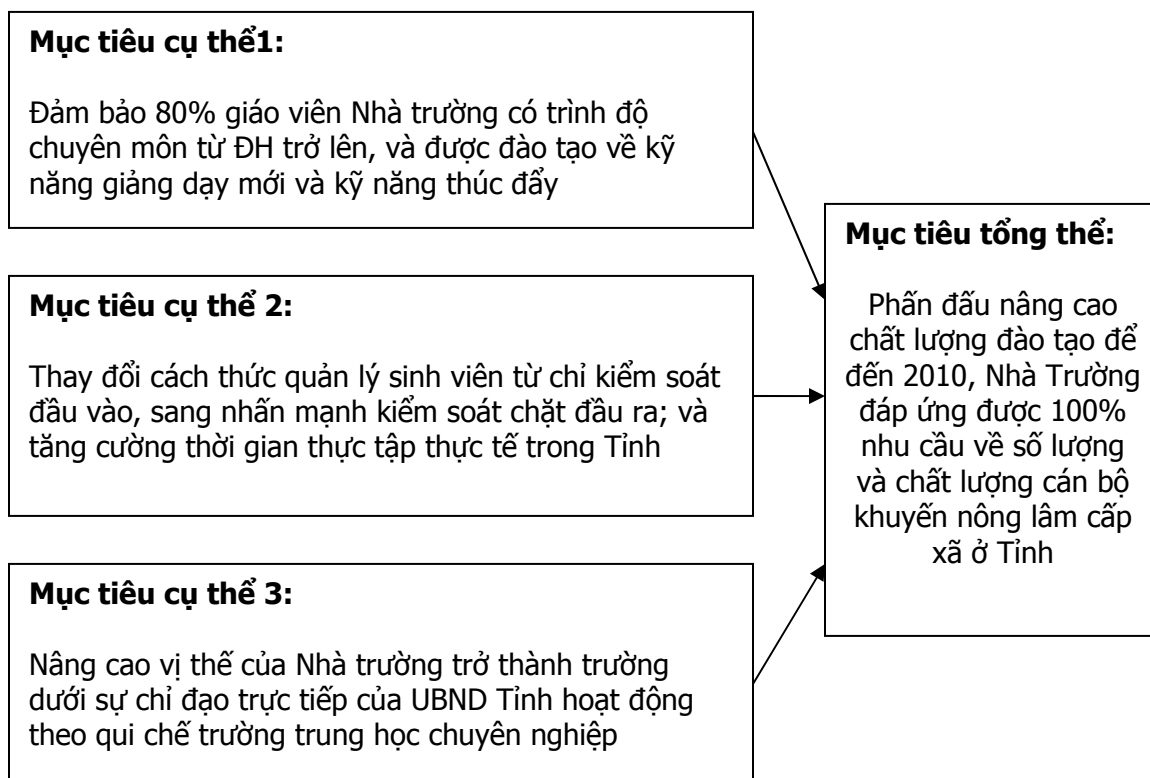 Mục tiêu cụ thể1:
Đảm bảo 80% giáo viên Nhà trường có trình độ
chuyên môn từ ĐH trở lên, và được đào tạo về kỹ
năng giảng dạy mới và kỹ năng thúc đẩy
Mục tiêu cụ thể 2:
Thay đổi cách thức quản lý sinh viên từ chỉ kiểm soát
đầu vào, sang nhấn mạnh kiểm soát chặt đầu ra; và
tăng cường thời gian thực tập thực tế trong Tỉnh
Mục tiêu cụ thể 3:
Nâng cao vị thế của Nhà trường trở thành trường
dưới sự chỉ đạo trực tiếp của UBND Tỉnh hoạt động
theo qui chế trường trung học chuyên nghiệp
Mục tiêu tổng thể:
Phấn đấu nâng cao
chất lượng đào tạo để
đến 2010, Nhà Trường
đáp ứng được 100%
nhu cầu về số lượng
và chất lượng cán bộ
khuyến nông lâm cấp
xã ở Tỉnh